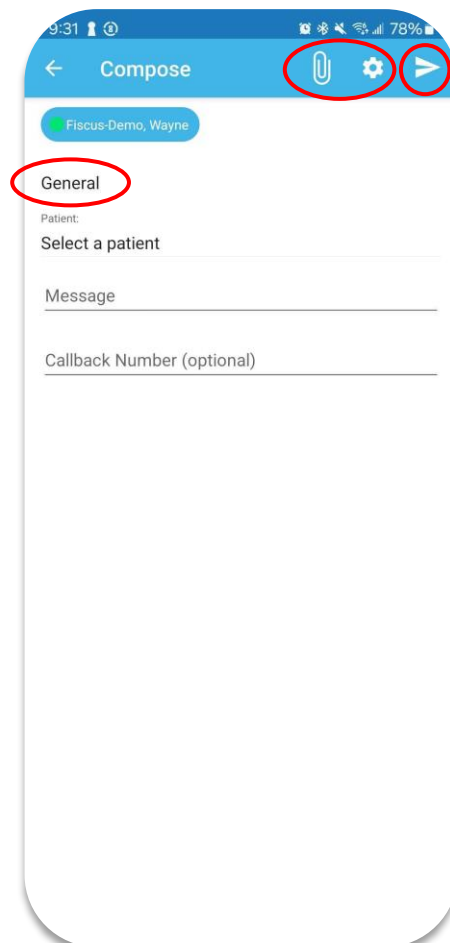 9:31 78%
Compose
Fiscus-Demo, Wayne
General
Patient:
Select a patient
Message
Callback Number (optional)